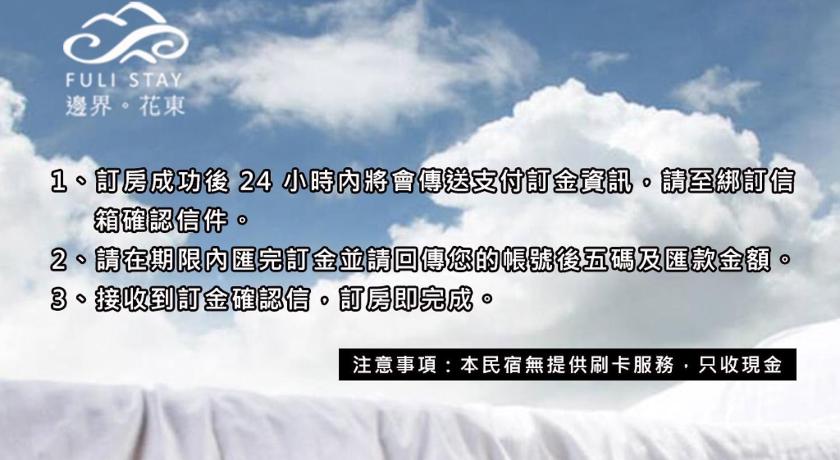 FULI STAY
邊界。花東
1、訂房成功後 24 小時內將會傳送支付訂金資訊，請至綁訂信
箱確認信件。
2、請在期限內匯完訂金並請回傳您的帳號後五碼及匯款金額。
3、接收到訂金確認信，訂房即完成。
注意事項：本民宿無提供刷卡服務，只收現金